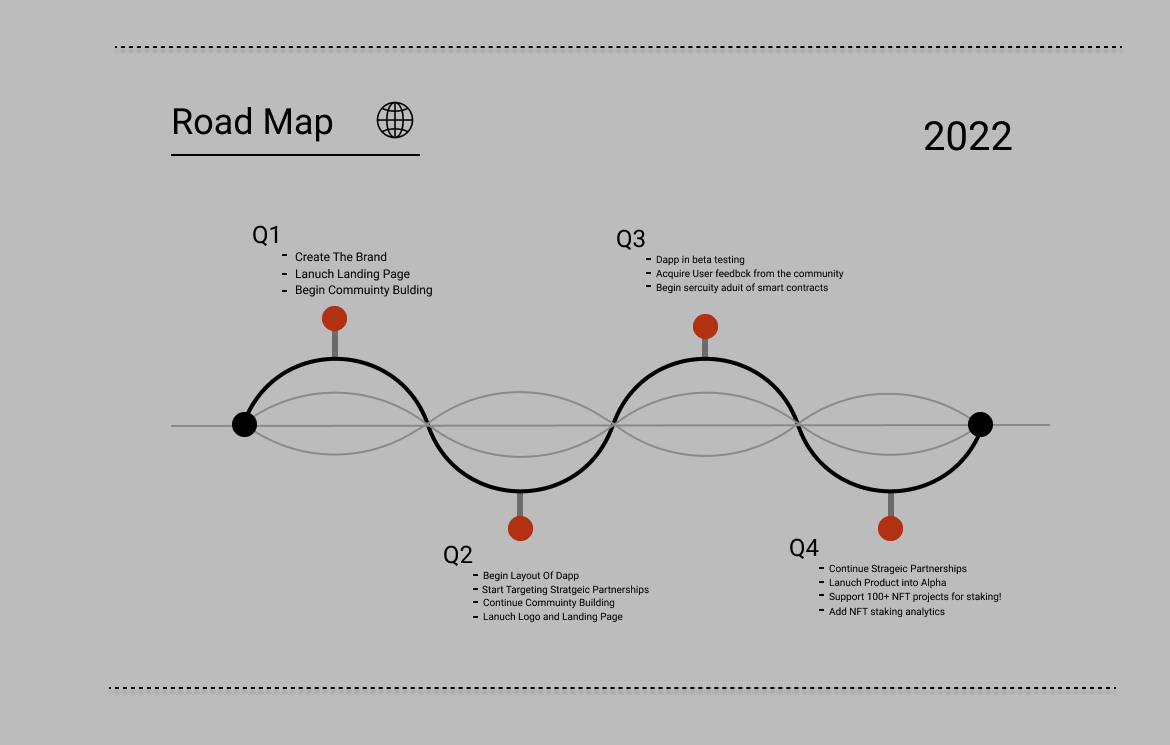 Road Map
2022
Q1
- Create The Brand
- Lanuch Landing Page
- Begin Commuinty Bulding
Q3
- Dapp in beta testing
- Acquire User feedbck from the community
- Begin sercuity aduit of smart contracts
Q2
- Begin Layout Of Dapp
- Start Targeting Stratgeic Partnerships
- Continue Commuinty Building
- Lanuch Logo and Landing Page
Q4
- Continue Strageic Partnerships
- Lanuch Product into Alpha
- Support 100+ NFT projects for staking!
- Add NFT staking analytics